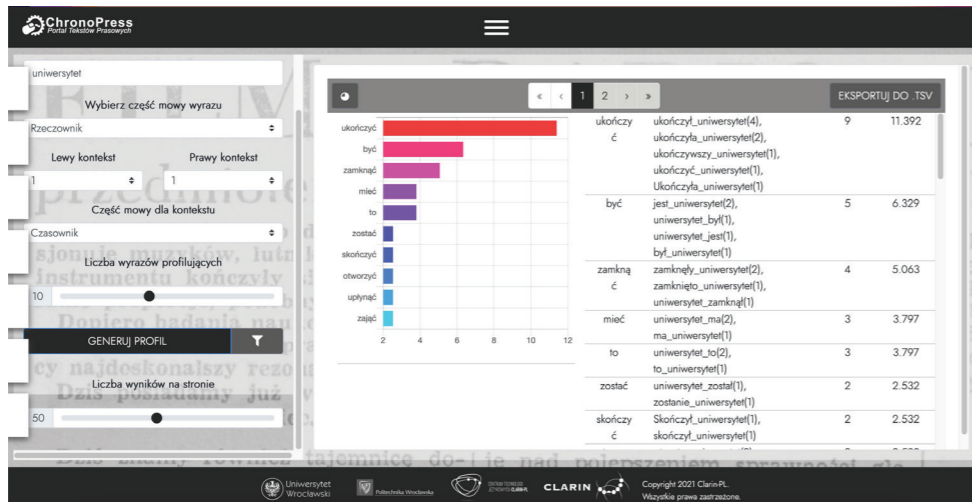 ChronoPress
Portal Tekstów Prasowych
uniwersytet
Wybierz część mowy wyrazu
Rzeczownik
Lewy kontekst Prawy kontekst
1 1
Część mowy dla kontekstu
Czasownik
Liczba wyrazów profilujących
10
GENERUJ PROFIL
Liczba wyników na stronie
50
« ‹ 1 2 › »
EKSPORTUJ DO .TSV
ukończyć
być
zamknąć
mieć
to
zostać
skończyć
otworzyć
upłynąć
zająć
2 4 6 8 10 12
ukończy ukończył_uniwersytet(4), 9 11.392
ć ukończyła_uniwersytet(2),
ukończywszy_uniwersytet(1),
ukończyć_uniwersytet(1),
Ukończyła_uniwersytet(1)
być jest_uniwersytet(2), 5 6.329
uniwersytet_był(1),
uniwersytet_jest(1),
był_uniwersytet(1)
zamkną zamknęły_uniwersytet(2), 4 5.063
ć zamknięto_uniwersytet(1),
uniwersytet_zamknął(1)
mieć uniwersytet_ma(2), 3 3.797
ma_uniwersytet(1)
to uniwersytet_to(2), 3 3.797
to_uniwersytet(1)
zostać uniwersytet_został(1), 2 2.532
zostanie_uniwersytet(1)
skończy Skończył_uniwersytet(1), 2 2.532
ć skończył_uniwersytet(1)
tajemnicę do- je nad polepszeniem sprawności
Uniwersytet
Wrocławski
Politechnika Wrocławska
CLARIN
Copyright 2021 Clarin-PL.
Wszystkie prawa zastrzeżone.